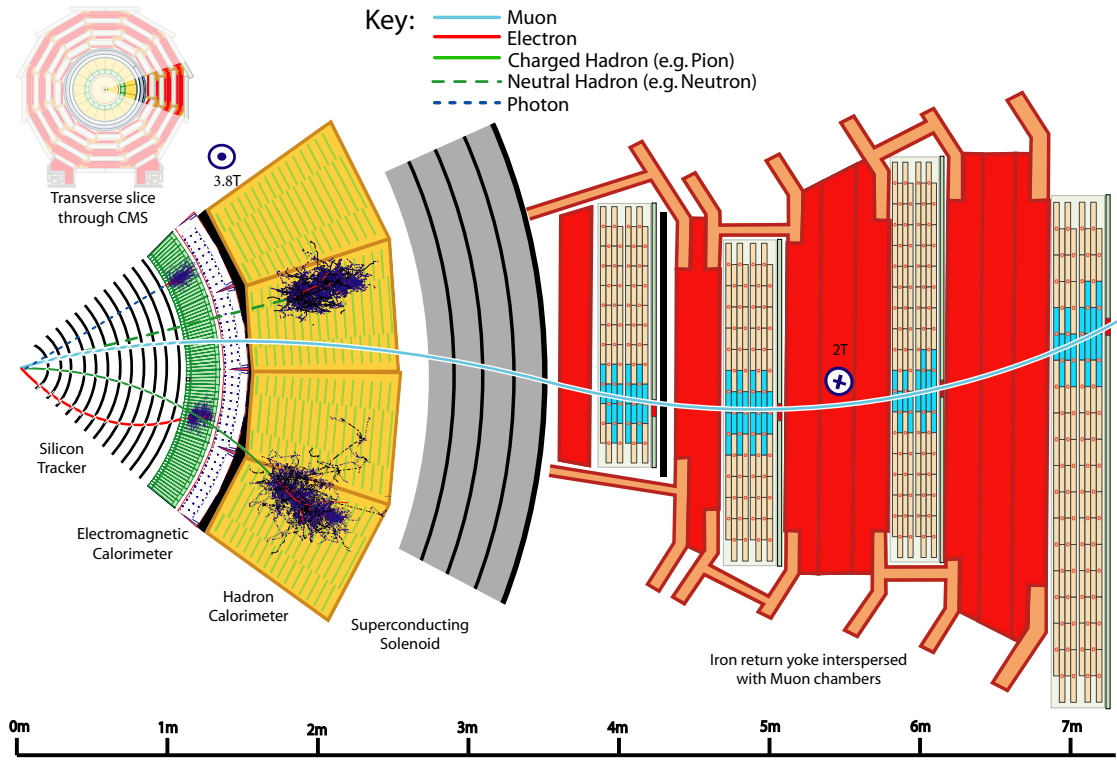 Key:
Muon
Electron
Charged Hadron (e.g. Pion)
Neutral Hadron (e.g. Neutron)
Photon
Transverse slice
through CMS
3.8T
2T
Silicon
Tracker
Electromagnetic
Calorimeter
Hadron
Calorimeter
Superconducting
Solenoid
Iron return yoke interspersed
with Muon chambers
0m 1m 2m 3m 4m 5m 6m 7m